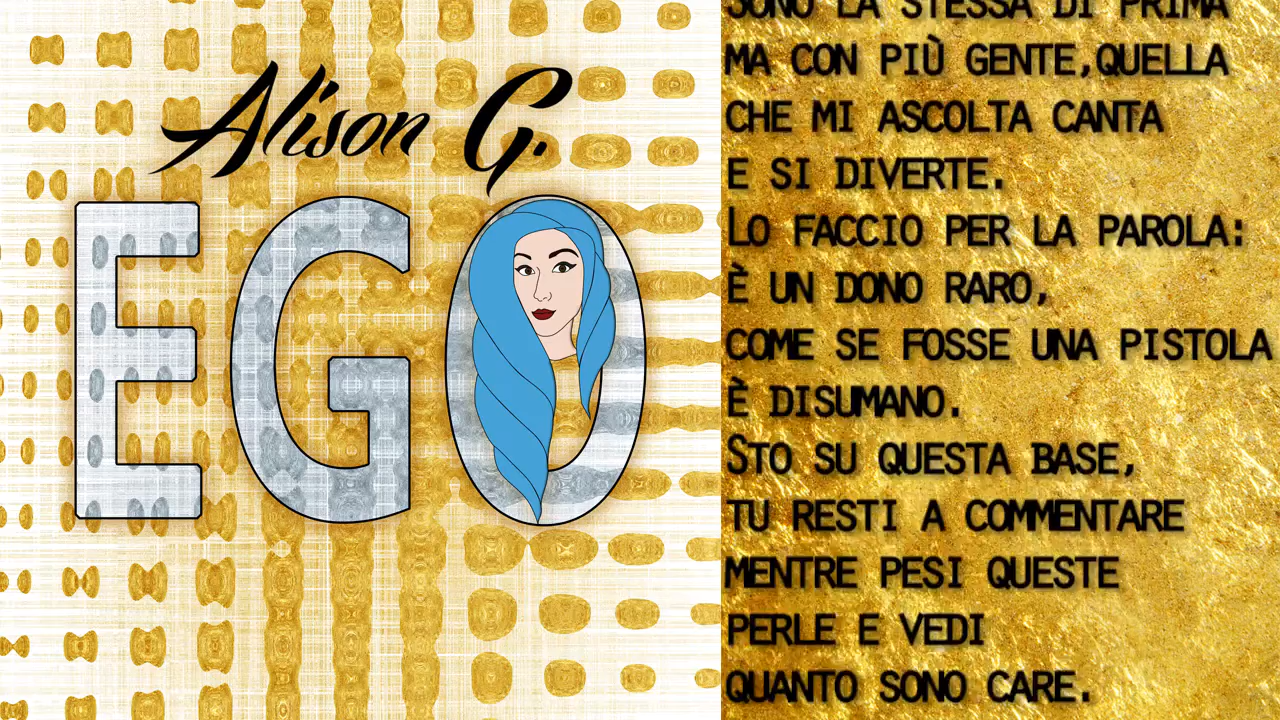 Alison G.
EGO
SONO LA STESSA DI PRIMA
MA CON PIÙ GENTE,QUELLA
CHE MI ASCOLTA CANTA
E SI DIVERTE.
LO FACCIO PER LA PAROLA:
È UN DONO RARO,
COME SE FOSSE UNA PISTOLA
È DISUMANO.
STO SU QUESTA BASE,
TU RESTI A COMMENTARE
MENTRE PESI QUESTE
PERLE E VEDI
QUANTO SONO CARE.